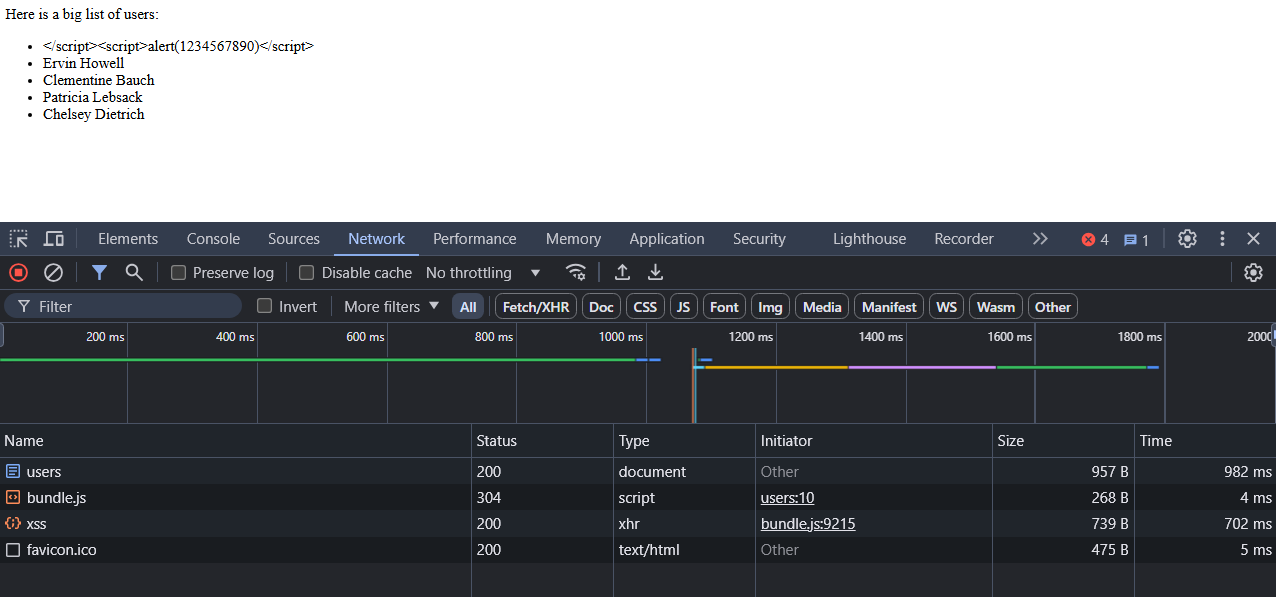 Here is a big list of users:
</script><script>alert(1234567890)</script>
Ervin Howell
Clementine Bauch
Patricia Lebsack
Chelsey Dietrich
Elements Console Sources Network Performance Memory Application Security Lighthouse Recorder 4 1
Preserve log Disable cache No throttling
Filter Invert More filters All Fetch/XHR Doc CSS JS Font Img Media Manifest WS Wasm Other
200 ms 400 ms 600 ms 800 ms 1000 ms 1200 ms 1400 ms 1600 ms 1800 ms 2000
Name Status Type Initiator Size Time
users 200 document Other 957 B 982 ms
bundle.js 304 script users:10 268 B 4 ms
xss 200 xhr bundle.js:9215 739 B 702 ms
favicon.ico 200 text/html Other 475 B 5 ms